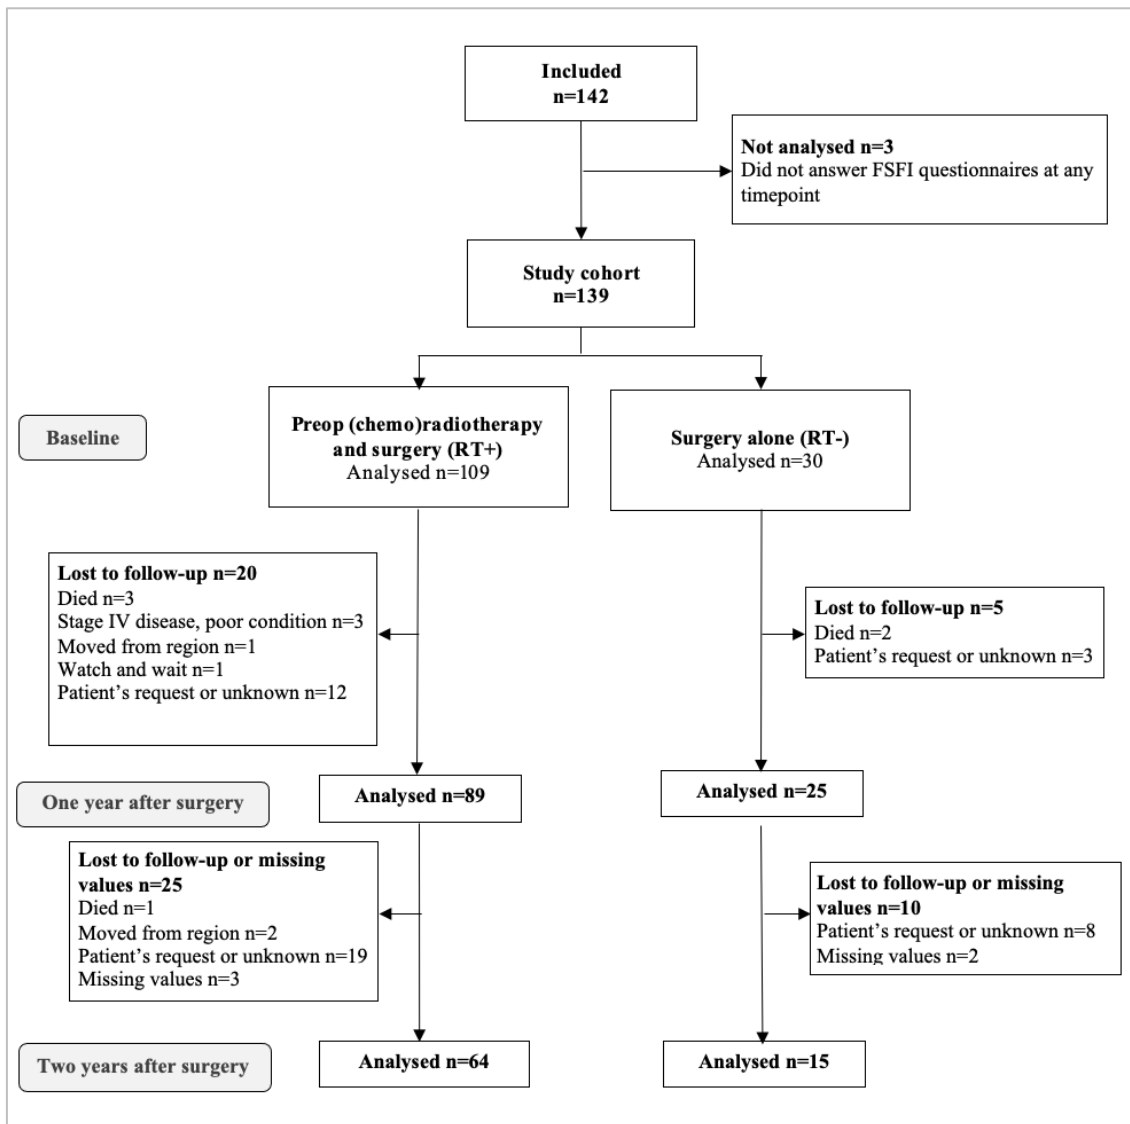 Included
n=142
Not analysed n=3
Did not answer FSFI questionnaires at any
timepoint
Study cohort
n=139
Baseline
Preop (chemo)radiotherapy
and surgery (RT+)
Analysed n=109
Surgery alone (RT-)
Analysed n=30
Lost to follow-up n=20
Died n=3
Stage IV disease, poor condition n=3
Moved from region n=1
Watch and wait n=1
Patient’s request or unknown n=12
Lost to follow-up n=5
Died n=2
Patient’s request or unknown n=3
One year after surgery
Analysed n=89
Analysed n=25
Lost to follow-up or missing
values n=25
Died n=1
Moved from region n=2
Patient’s request or unknown n=19
Missing values n=3
Lost to follow-up or missing
values n=10
Patient’s request or unknown n=8
Missing values n=2
Two years after surgery
Analysed n=64
Analysed n=15